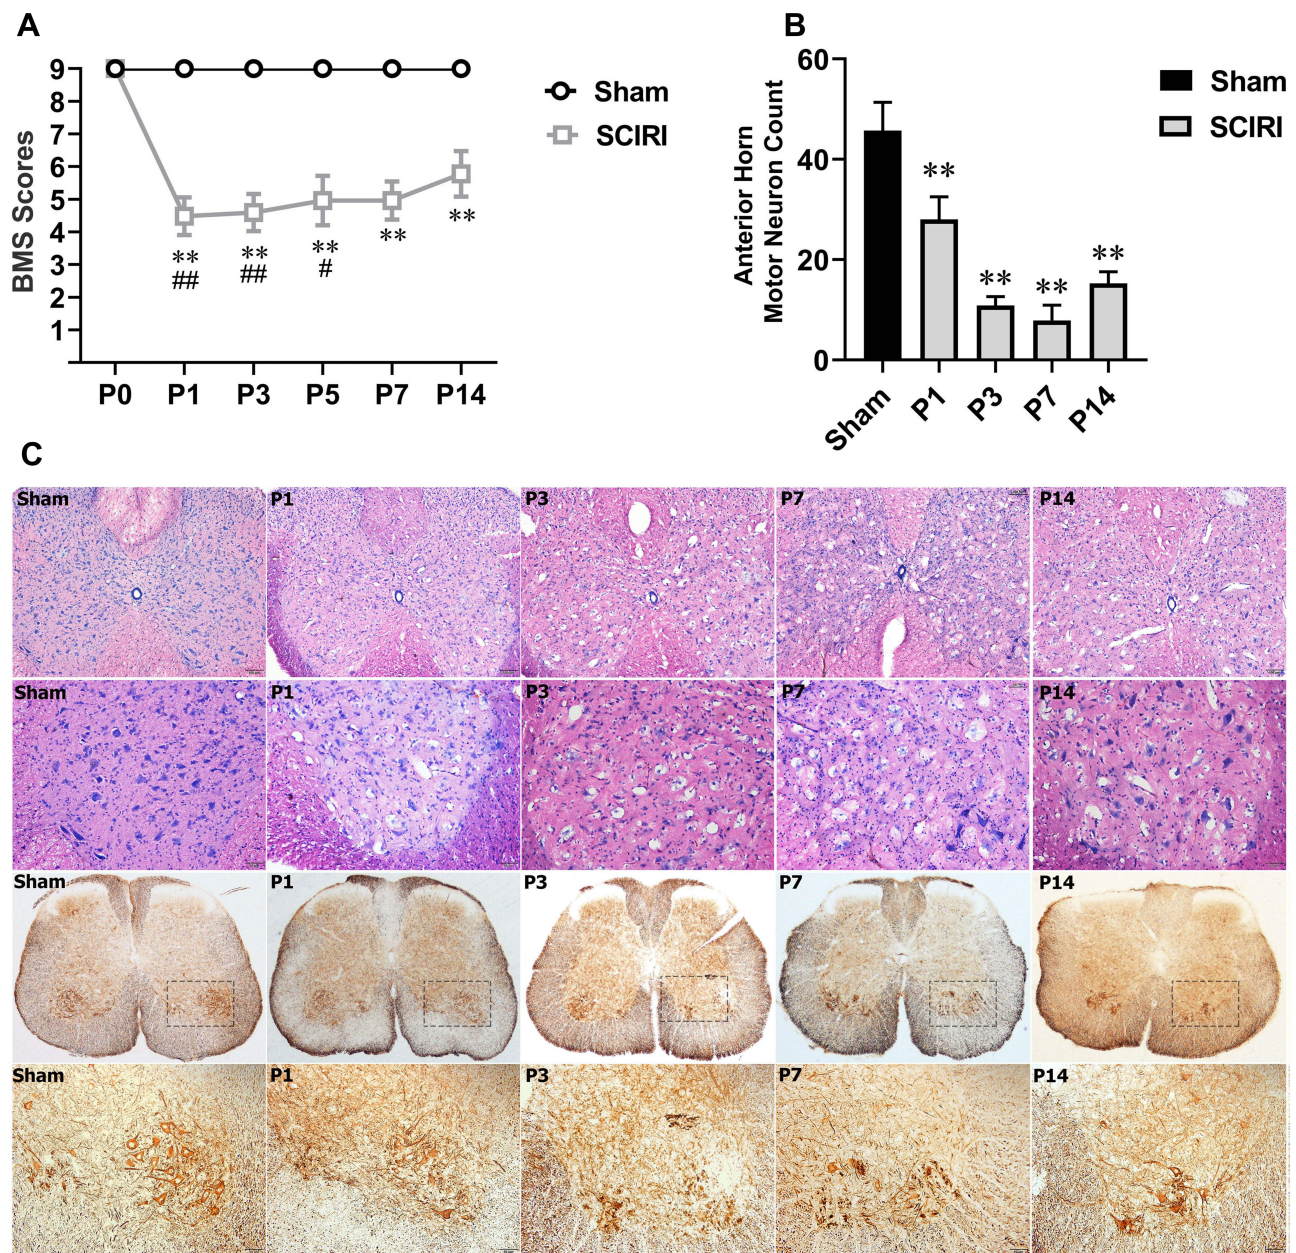 A
9
8
7
6
5
4
3
2
1
BMS Scores
P0 P1 P3 P5 P7 P14
** ** ** ** **
## ## #
Sham
SCIRI
B
60
40
20
0
Anterior Horn
Motor Neuron Count
** ** ** **
Sham P1 P3 P7 P14
Sham
SCIRI
C
Sham P1 P3 P7 P14
Sham P1 P3 P7 P14
Sham P1 P3 P7 P14
Sham P1 P3 P7 P14